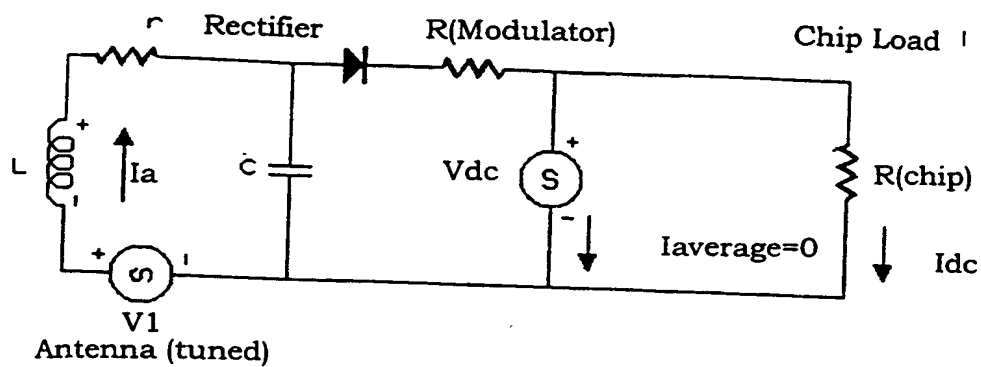 r
Rectifier
R(Modulator)
Chip Load
L
+
-
Ia
C
Vdc
+
S
-
R(chip)
Iaverage=0
Idc
+
S
-
V1
Antenna (tuned)